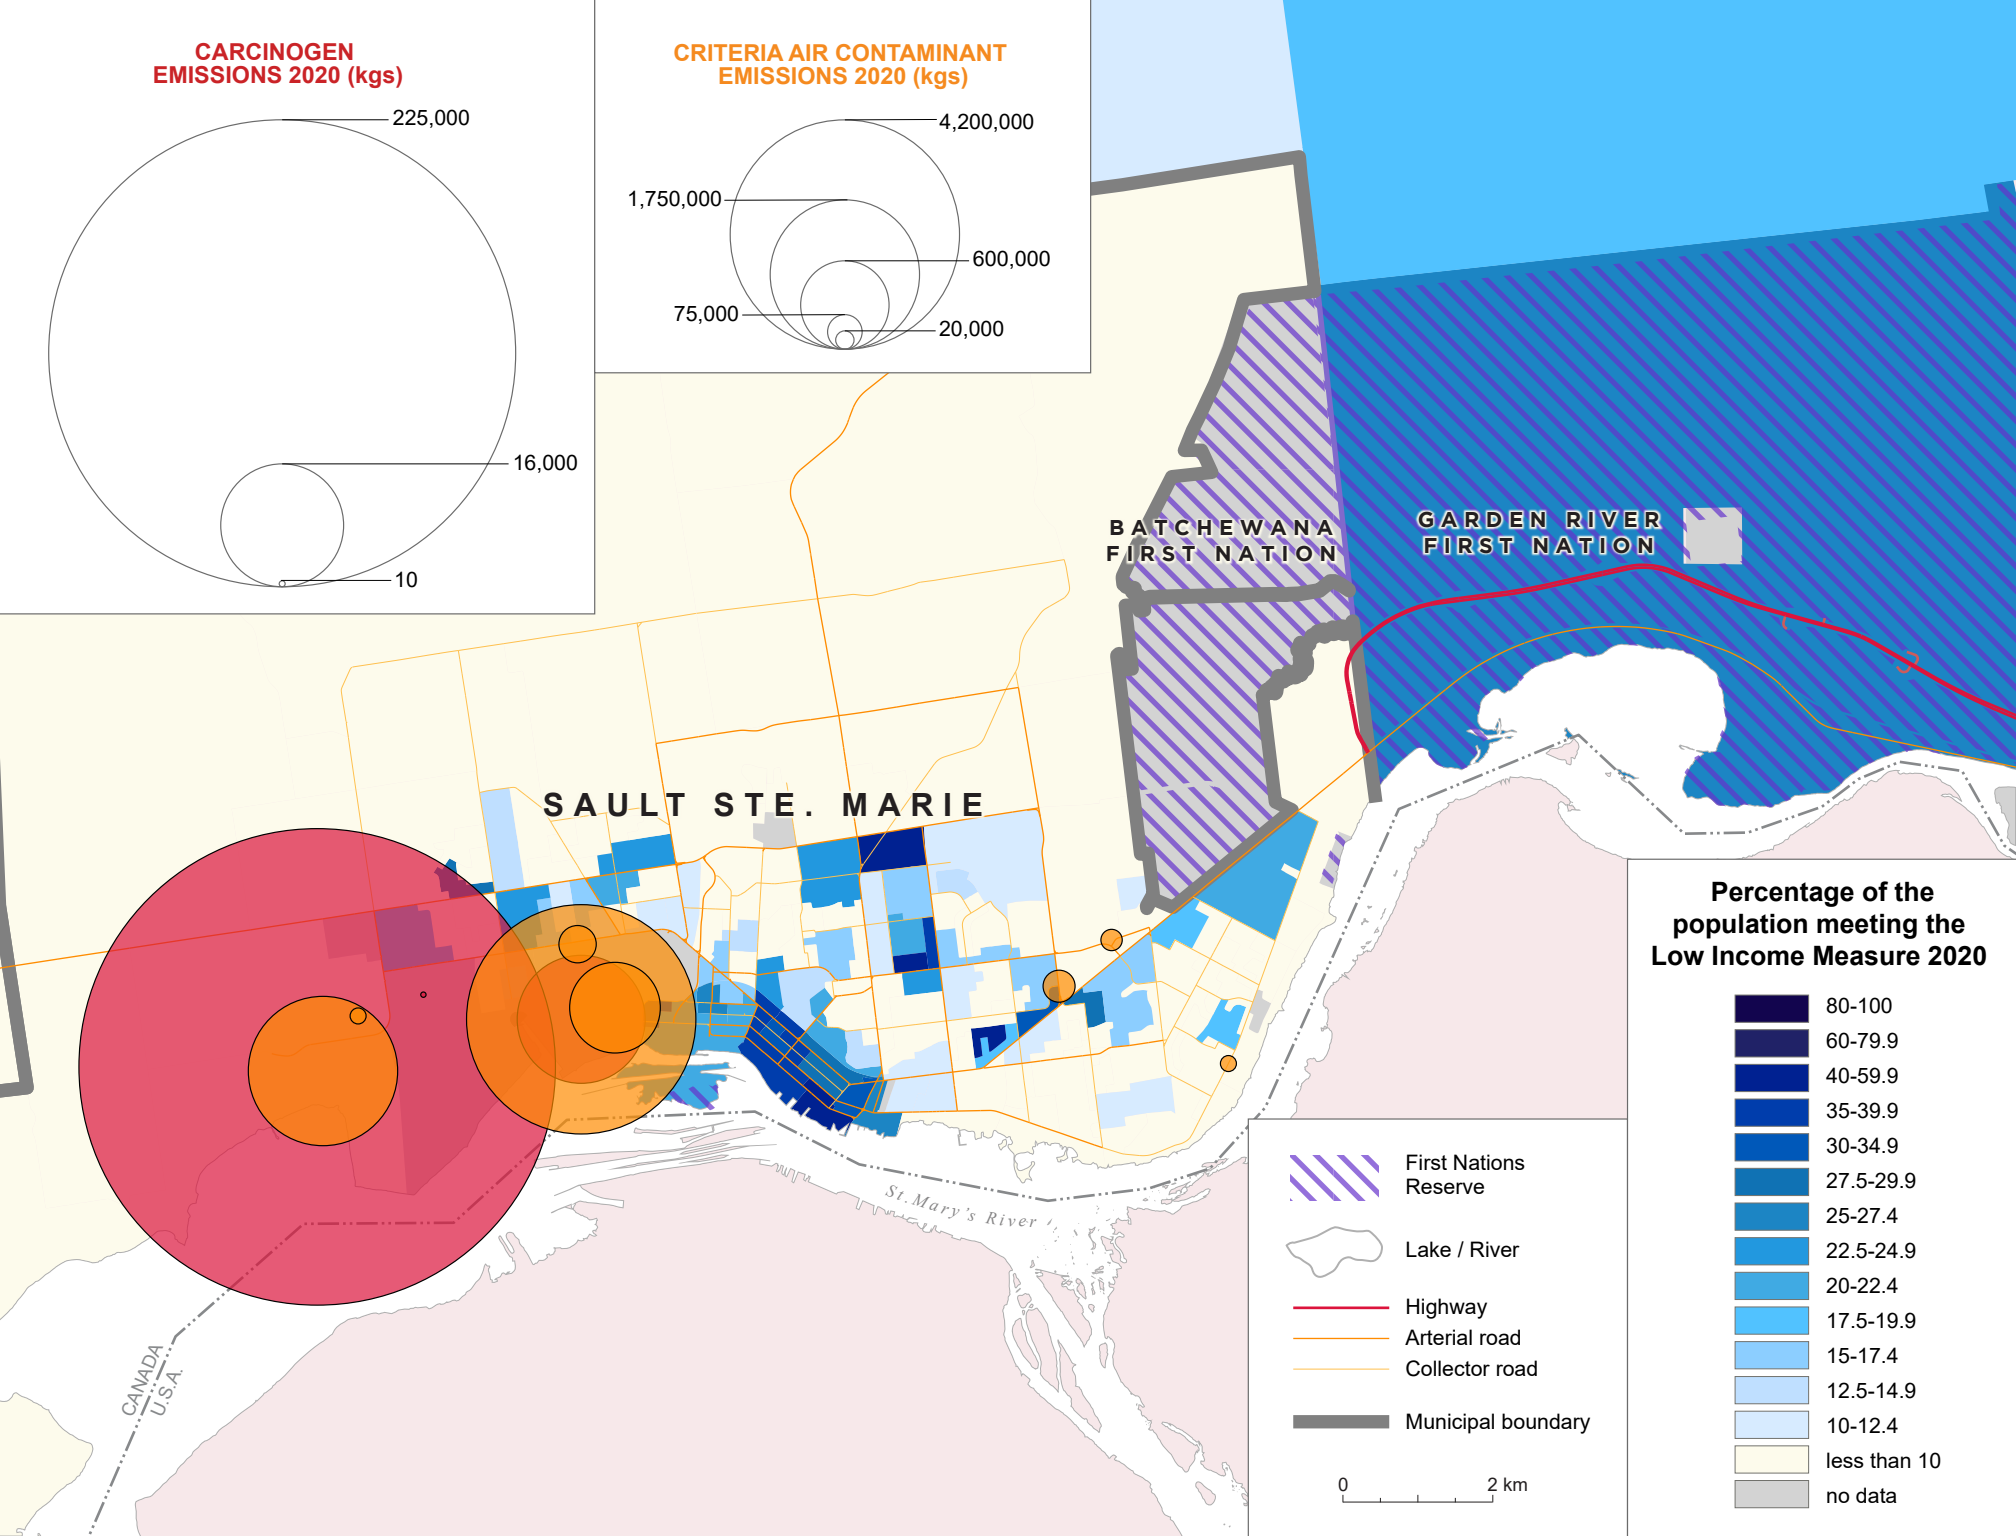 CARCINOGEN
EMISSIONS 2020 (kgs)
225,000
16,000
10
CRITERIA AIR CONTAMINANT
EMISSIONS 2020 (kgs)
4,200,000
1,750,000
600,000
75,000
20,000
BATCHEWANA
FIRST NATION
GARDEN RIVER
FIRST NATION
SAULT STE. MARIE
St. Mary's River
CANADA
U.S.A.
First Nations
Reserve
Lake / River
Highway
Arterial road
Collector road
Municipal boundary
0 2 km
Percentage of the
population meeting the
Low Income Measure 2020
80-100
60-79.9
40-59.9
35-39.9
30-34.9
27.5-29.9
25-27.4
22.5-24.9
20-22.4
17.5-19.9
15-17.4
12.5-14.9
10-12.4
less than 10
no data